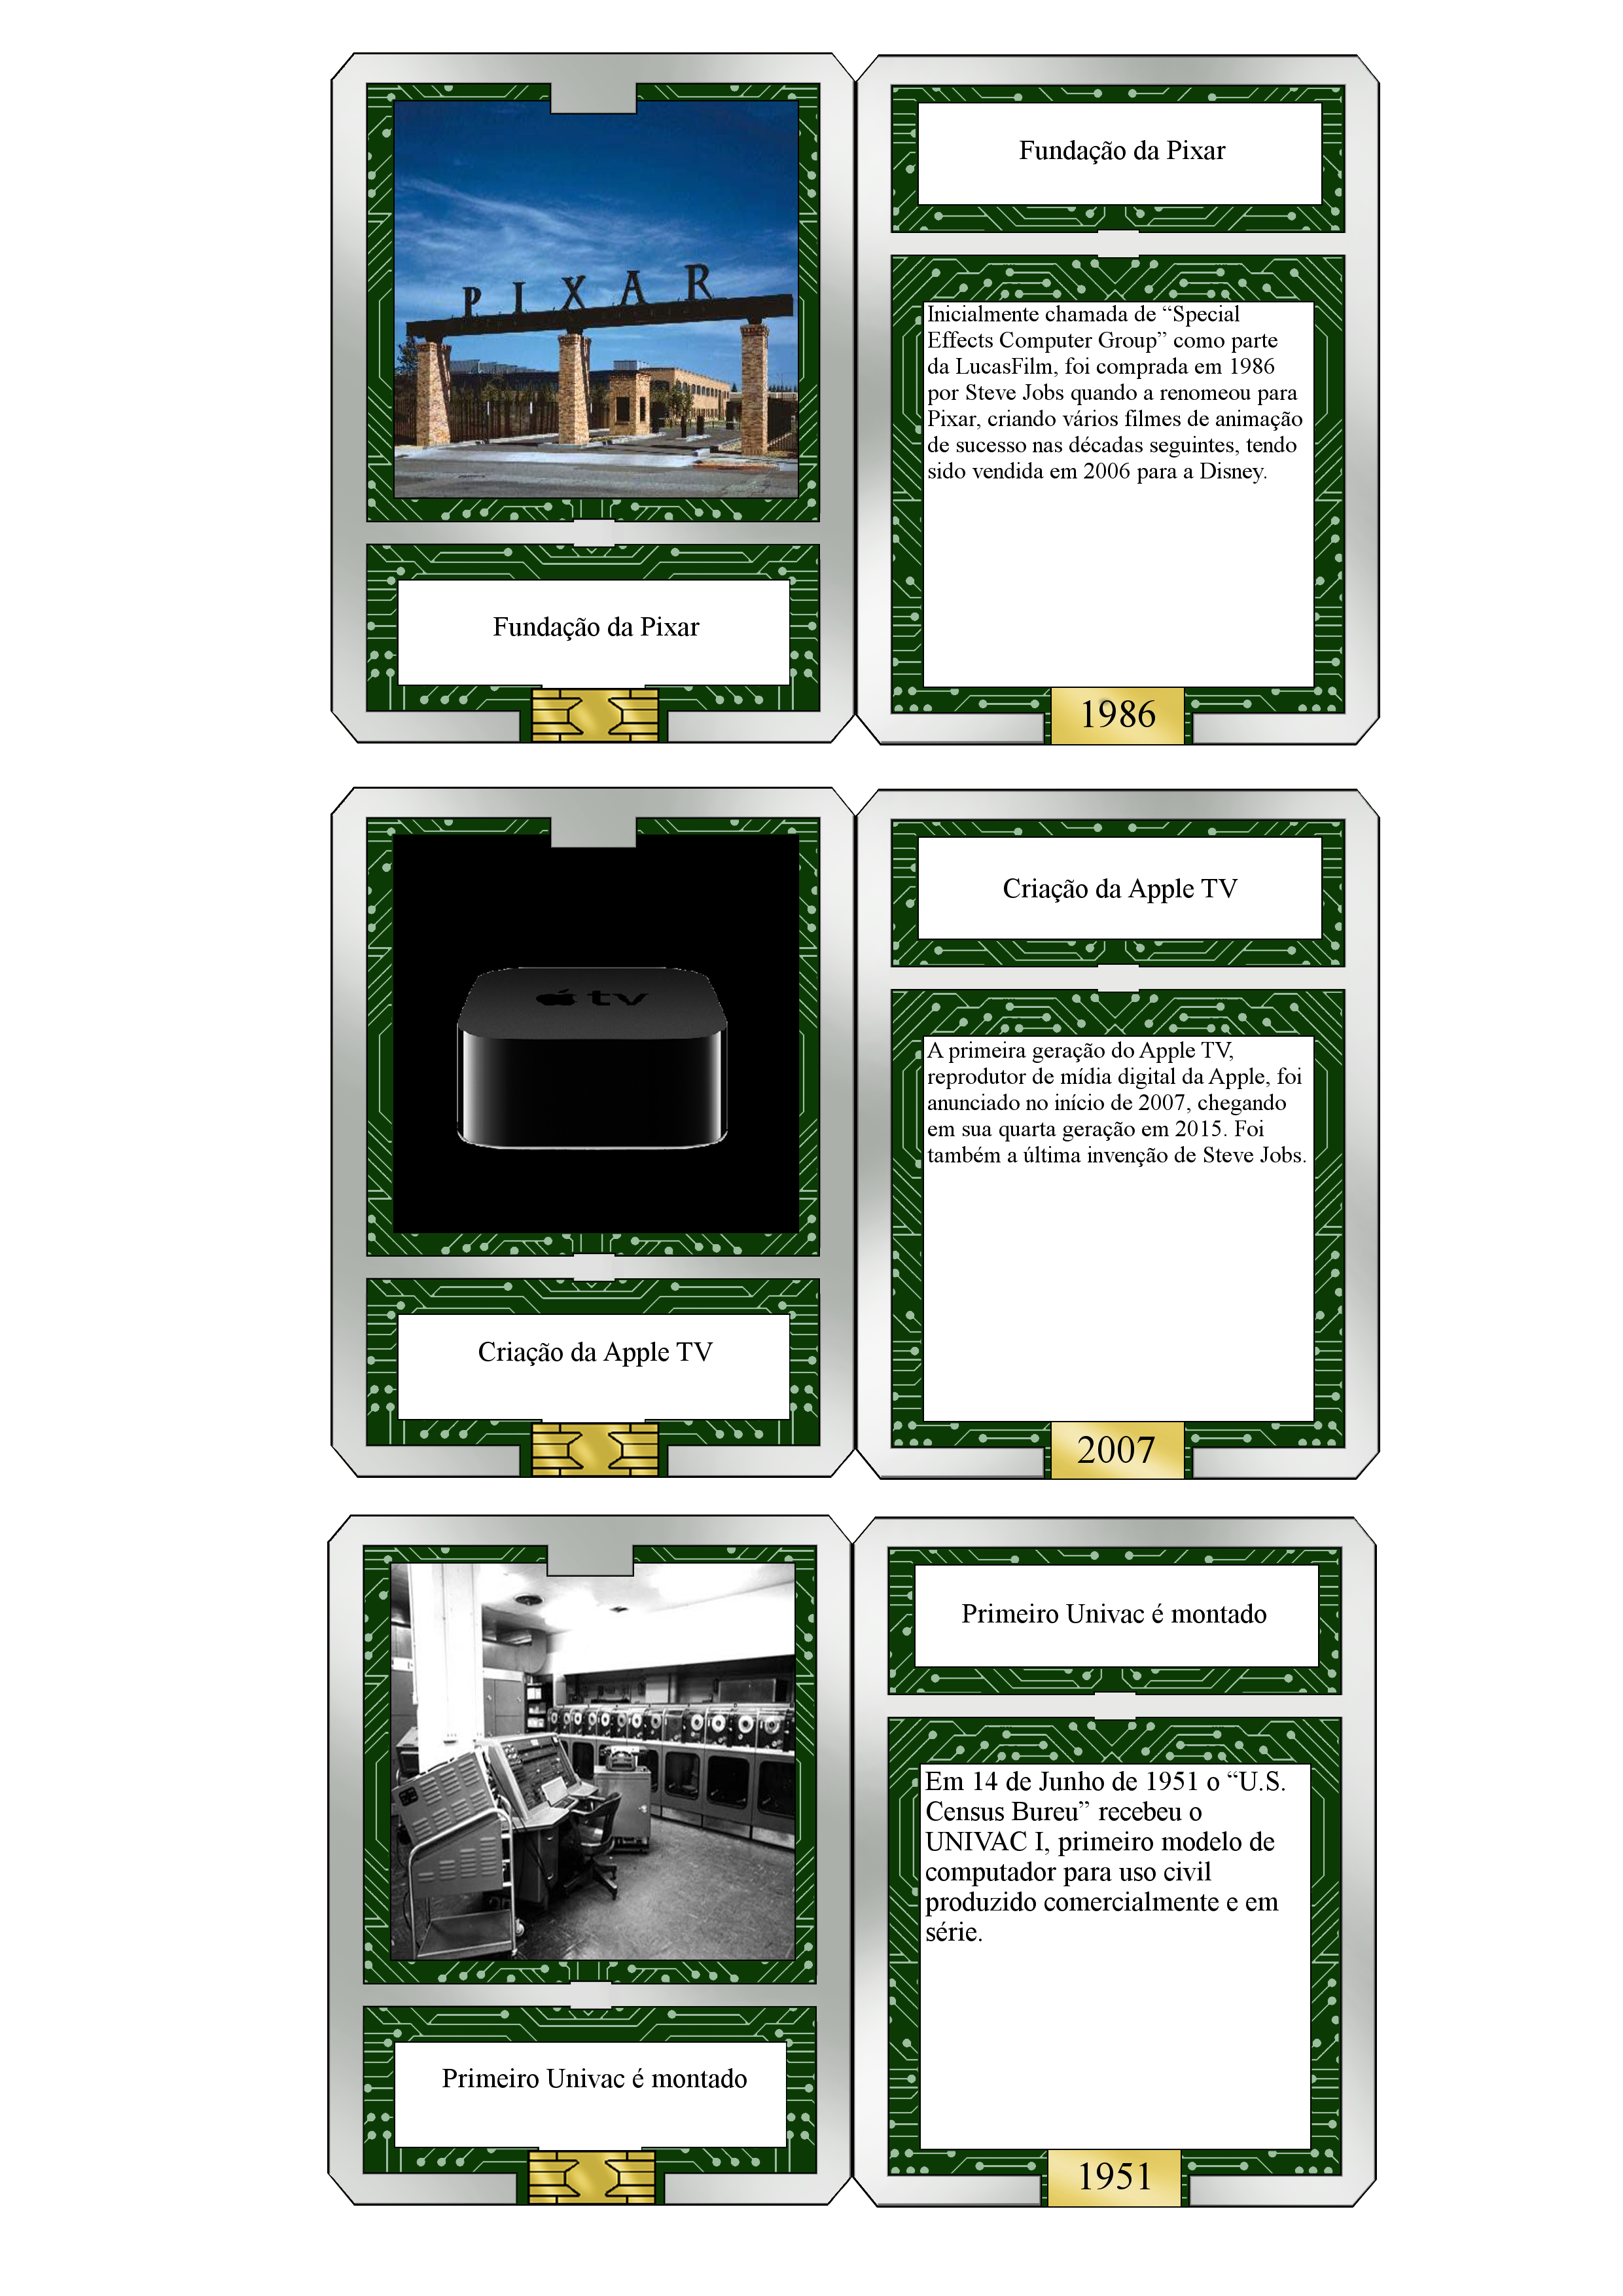 PIXAR
Fundação da Pixar
Fundação da Pixar
Inicialmente chamada de “Special
Effects Computer Group” como parte
da LucasFilm, foi comprada em 1986
por Steve Jobs quando a renomeou para
Pixar, criando vários filmes de animação
de sucesso nas décadas seguintes, tendo
sido vendida em 2006 para a Disney.
1986
tv
Criação da Apple TV
Criação da Apple TV
A primeira geração do Apple TV,
reprodutor de mídia digital da Apple, foi
anunciado no início de 2007, chegando
em sua quarta geração em 2015. Foi
também a última invenção de Steve Jobs.
2007
Primeiro Univac é montado
Primeiro Univac é montado
Em 14 de Junho de 1951 o “U.S.
Census Bureu” recebeu o
UNIVAC I, primeiro modelo de
computador para uso civil
produzido comercialmente e em
série.
1951